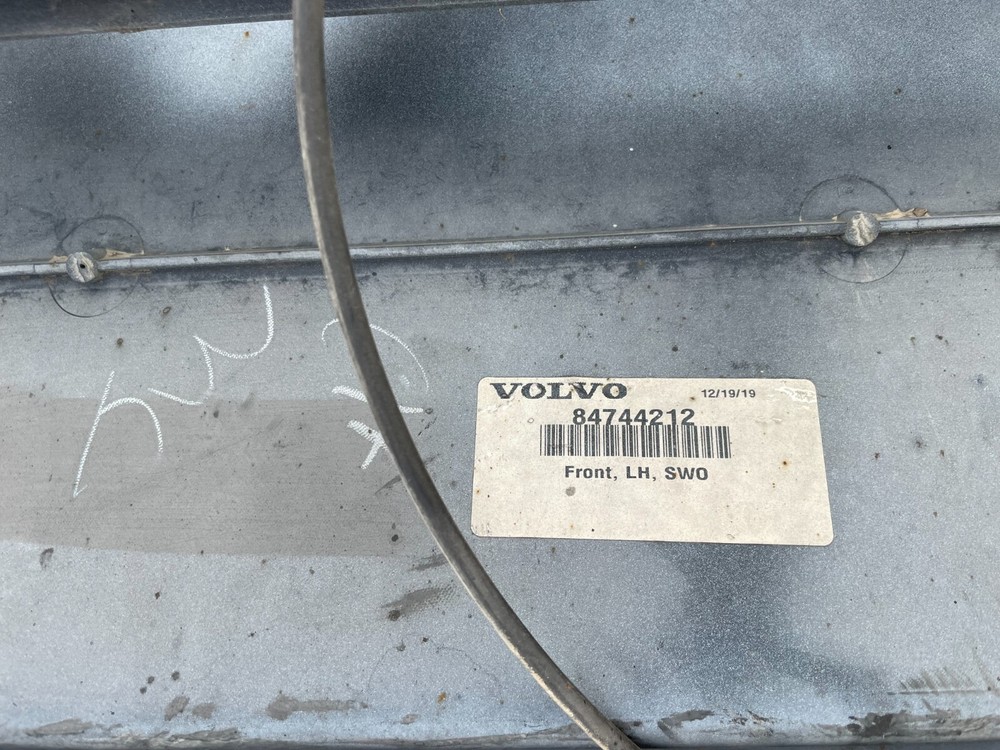 VOLVO 12/19/19
84744212
Front, LH, SWO